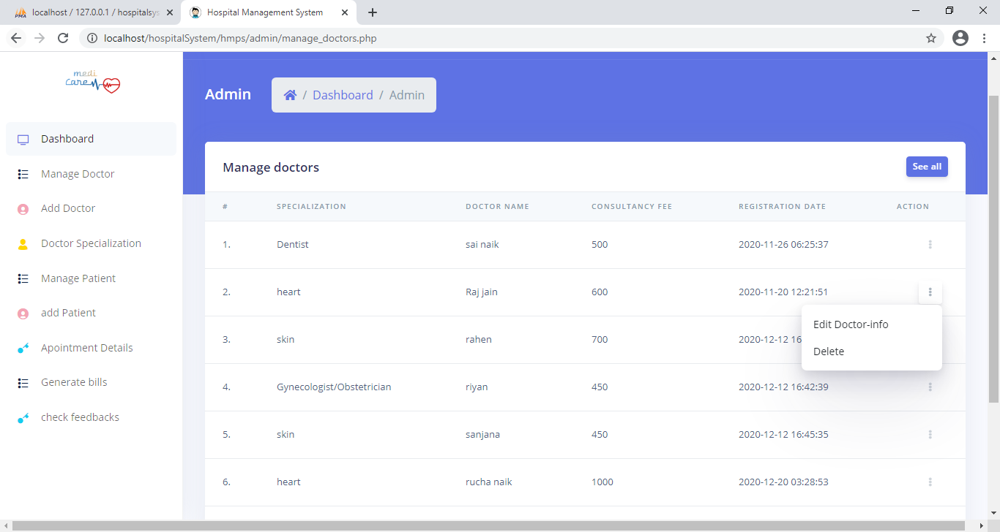 localhost / 127.0.0.1 / hospitalsys
Hospital Management System
localhost/hospitalSystem/hmps/admin/manage_doctors.php
medi
care
Dashboard
Manage Doctor
Add Doctor
Doctor Specialization
Manage Patient
add Patient
Apointment Details
Generate bills
check feedbacks
Admin
/ Dashboard / Admin
Manage doctors
See all
# SPECIALIZATION DOCTOR NAME CONSULTANCY FEE REGISTRATION DATE ACTION
1. Dentist sai naik 500 2020-11-26 06:25:37
2. heart Raj jain 600 2020-11-20 12:21:51
Edit Doctor-info
3. skin rahen 700 2020-12-12 16
Delete
4. Gynecologist/Obstetrician riyan 450 2020-12-12 16:42:39
5. skin sanjana 450 2020-12-12 16:45:35
6. heart rucha naik 1000 2020-12-20 03:28:53